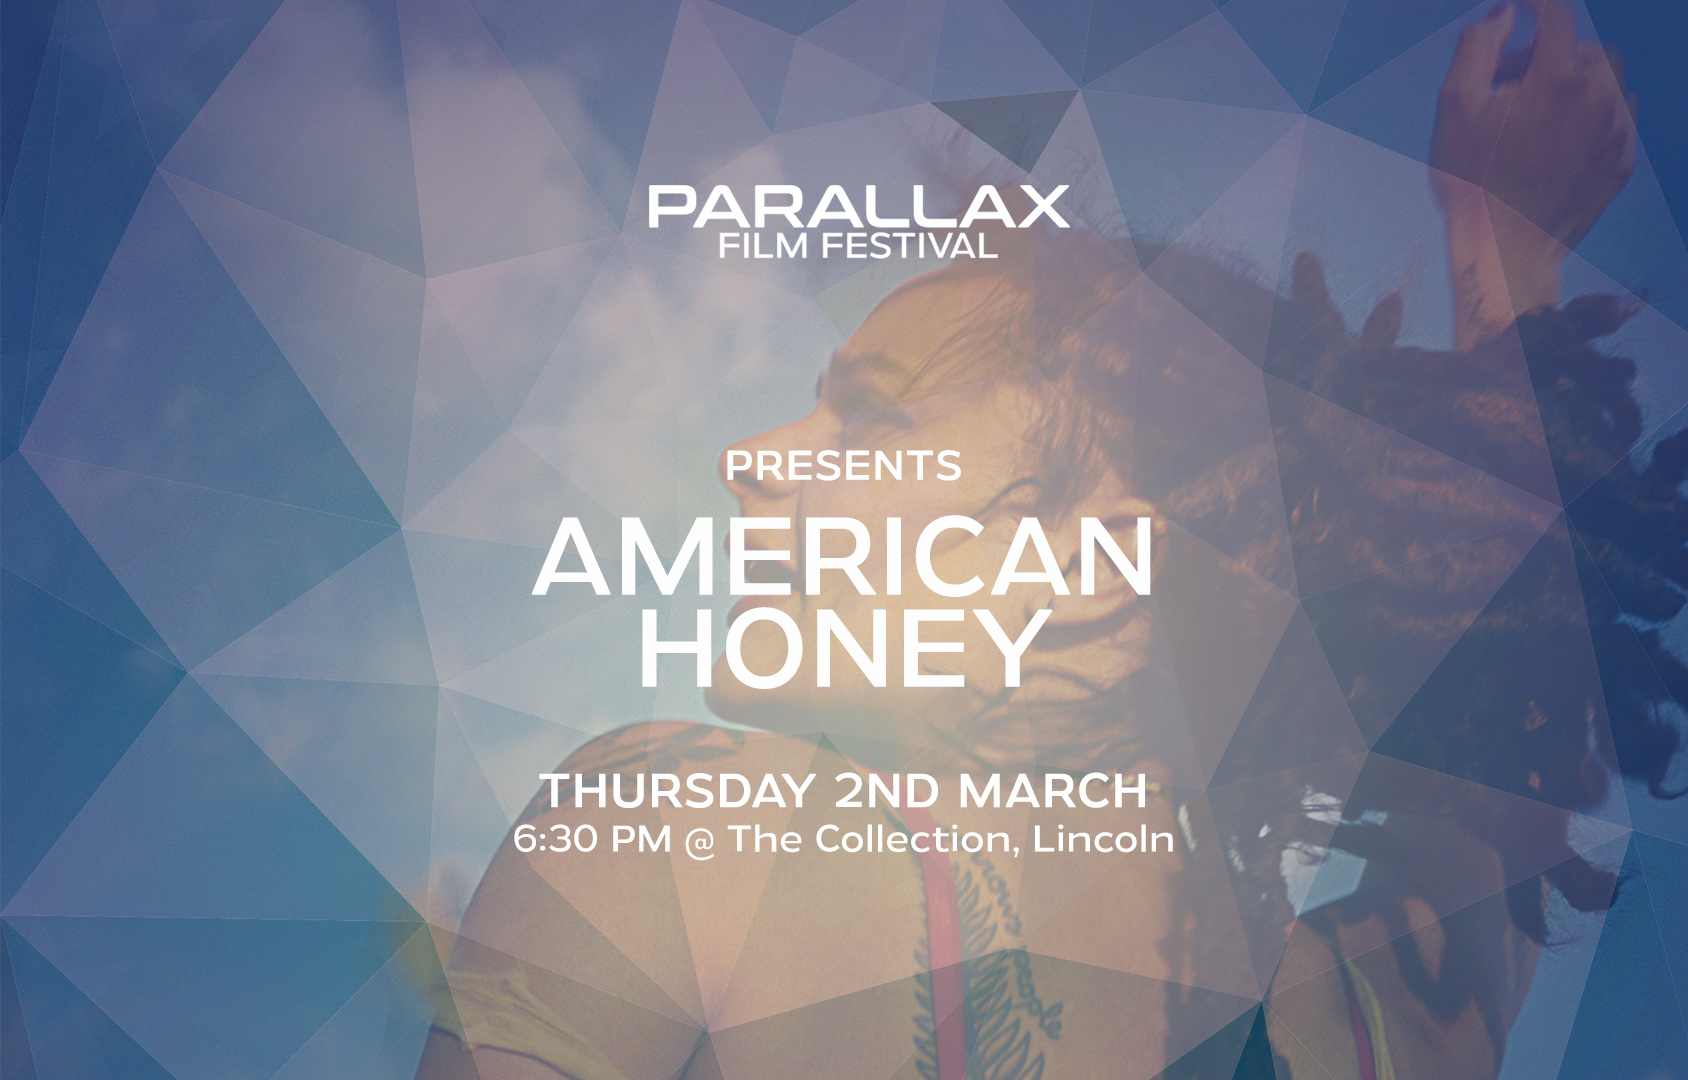 PARALLAX
FILM FESTIVAL
PRESENTS
AMERICAN
HONEY
THURSDAY 2ND MARCH
6:30 PM @ The Collection, Lincoln